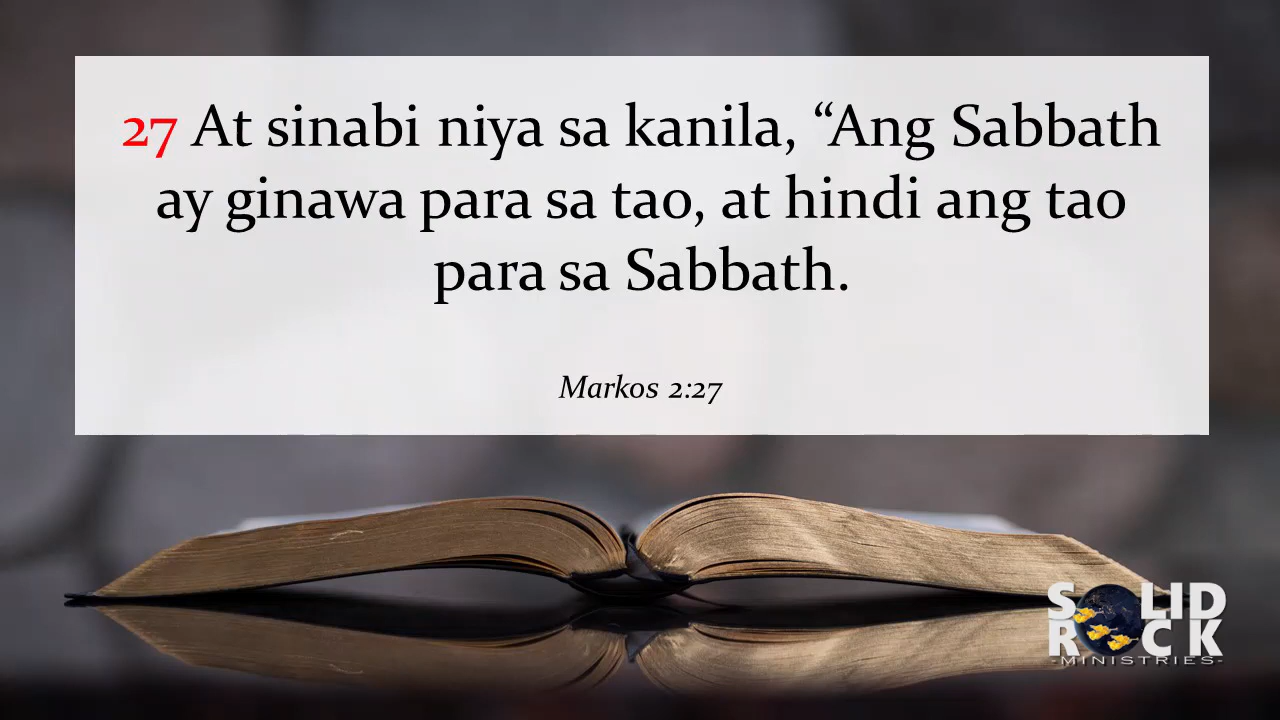 27 At sinabi niya sa kanila, “Ang Sabbath
ay ginawa para sa tao, at hindi ang tao
para sa Sabbath.
Markos 2:27
SOLID
ROCK
-MINISTRIES-